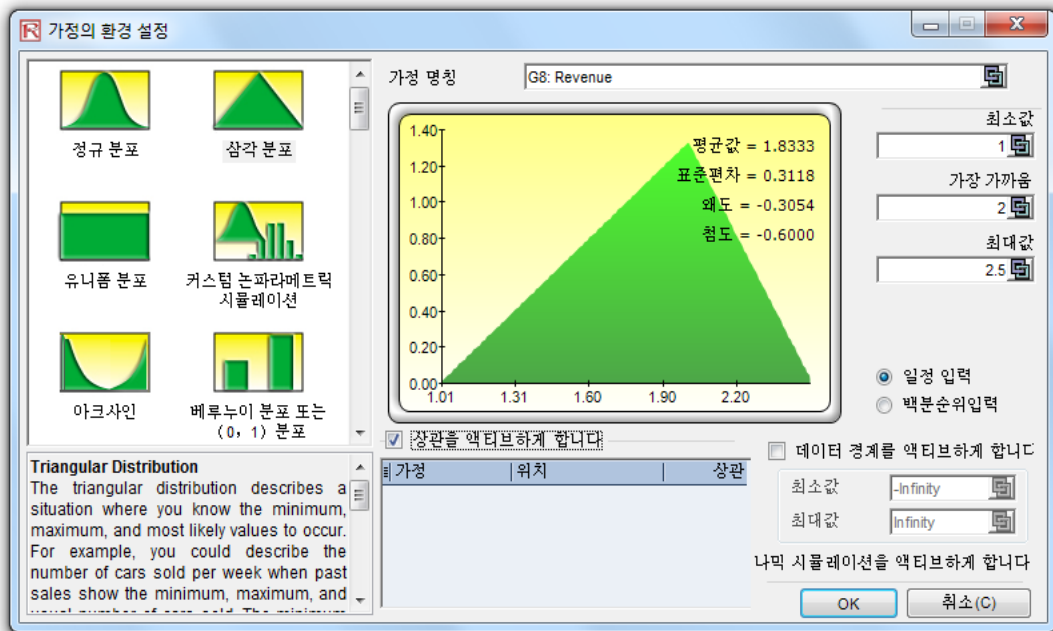 가정의 환경 설정
정규 분포
삼각 분포
유니폼 분포
커스텀 논파라메트릭
시뮬레이션
아크사인
베루누이 분포 또는
(0, 1) 분포
Triangular Distribution
The triangular distribution describes a
situation where you know the minimum,
maximum, and most likely values to occur.
For example, you could describe the
number of cars sold per week when past
sales show the minimum, maximum, and
가정 명칭
G8: Revenue
1.40
1.20
1.00
0.80
0.60
0.40
0.20
0.00
1.01
1.31
1.60
1.90
2.20
평균값 = 1.8333
표준편차 = 0.3118
왜도 = -0.3054
첨도 = -0.6000
최소값
1
가장 가까움
2
최대값
2.5
일정 입력
백분순위입력
상관을 액티브하게 합니다
가정
위치
상관
데이터 경계를 액티브하게 합니다
최소값
-Infinity
최대값
Infinity
나믹 시뮬레이션을 액티브하게 합니다
OK
취소(C)